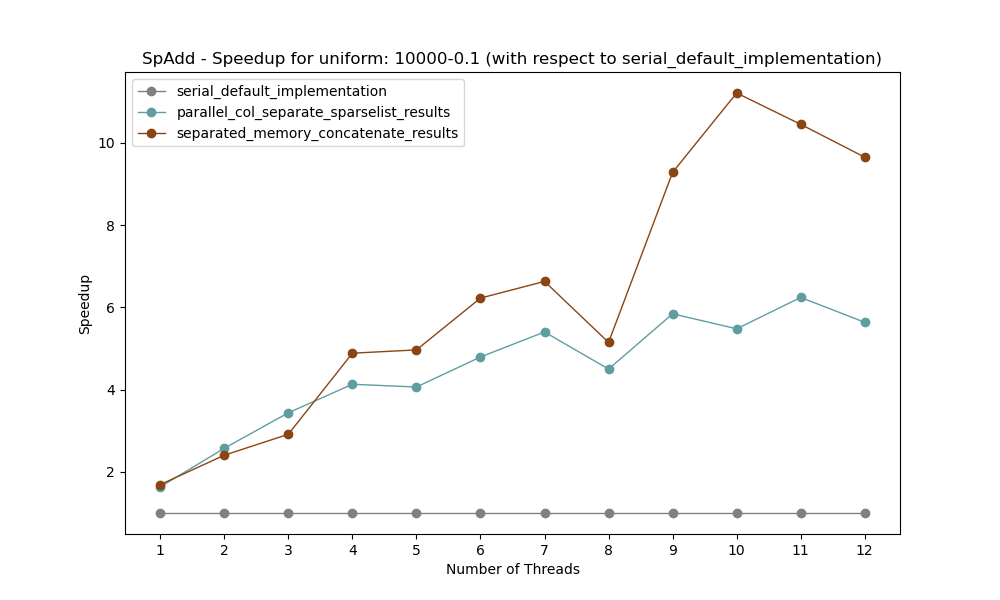 SpAdd - Speedup for uniform: 10000-0.1 (with respect to serial_default_implementation)
serial_default_implementation
parallel_col_separate_sparselist_results
separated_memory_concatenate_results
Speedup
10
8
6
4
2
1 2 3 4 5 6 7 8 9 10 11 12
Number of Threads